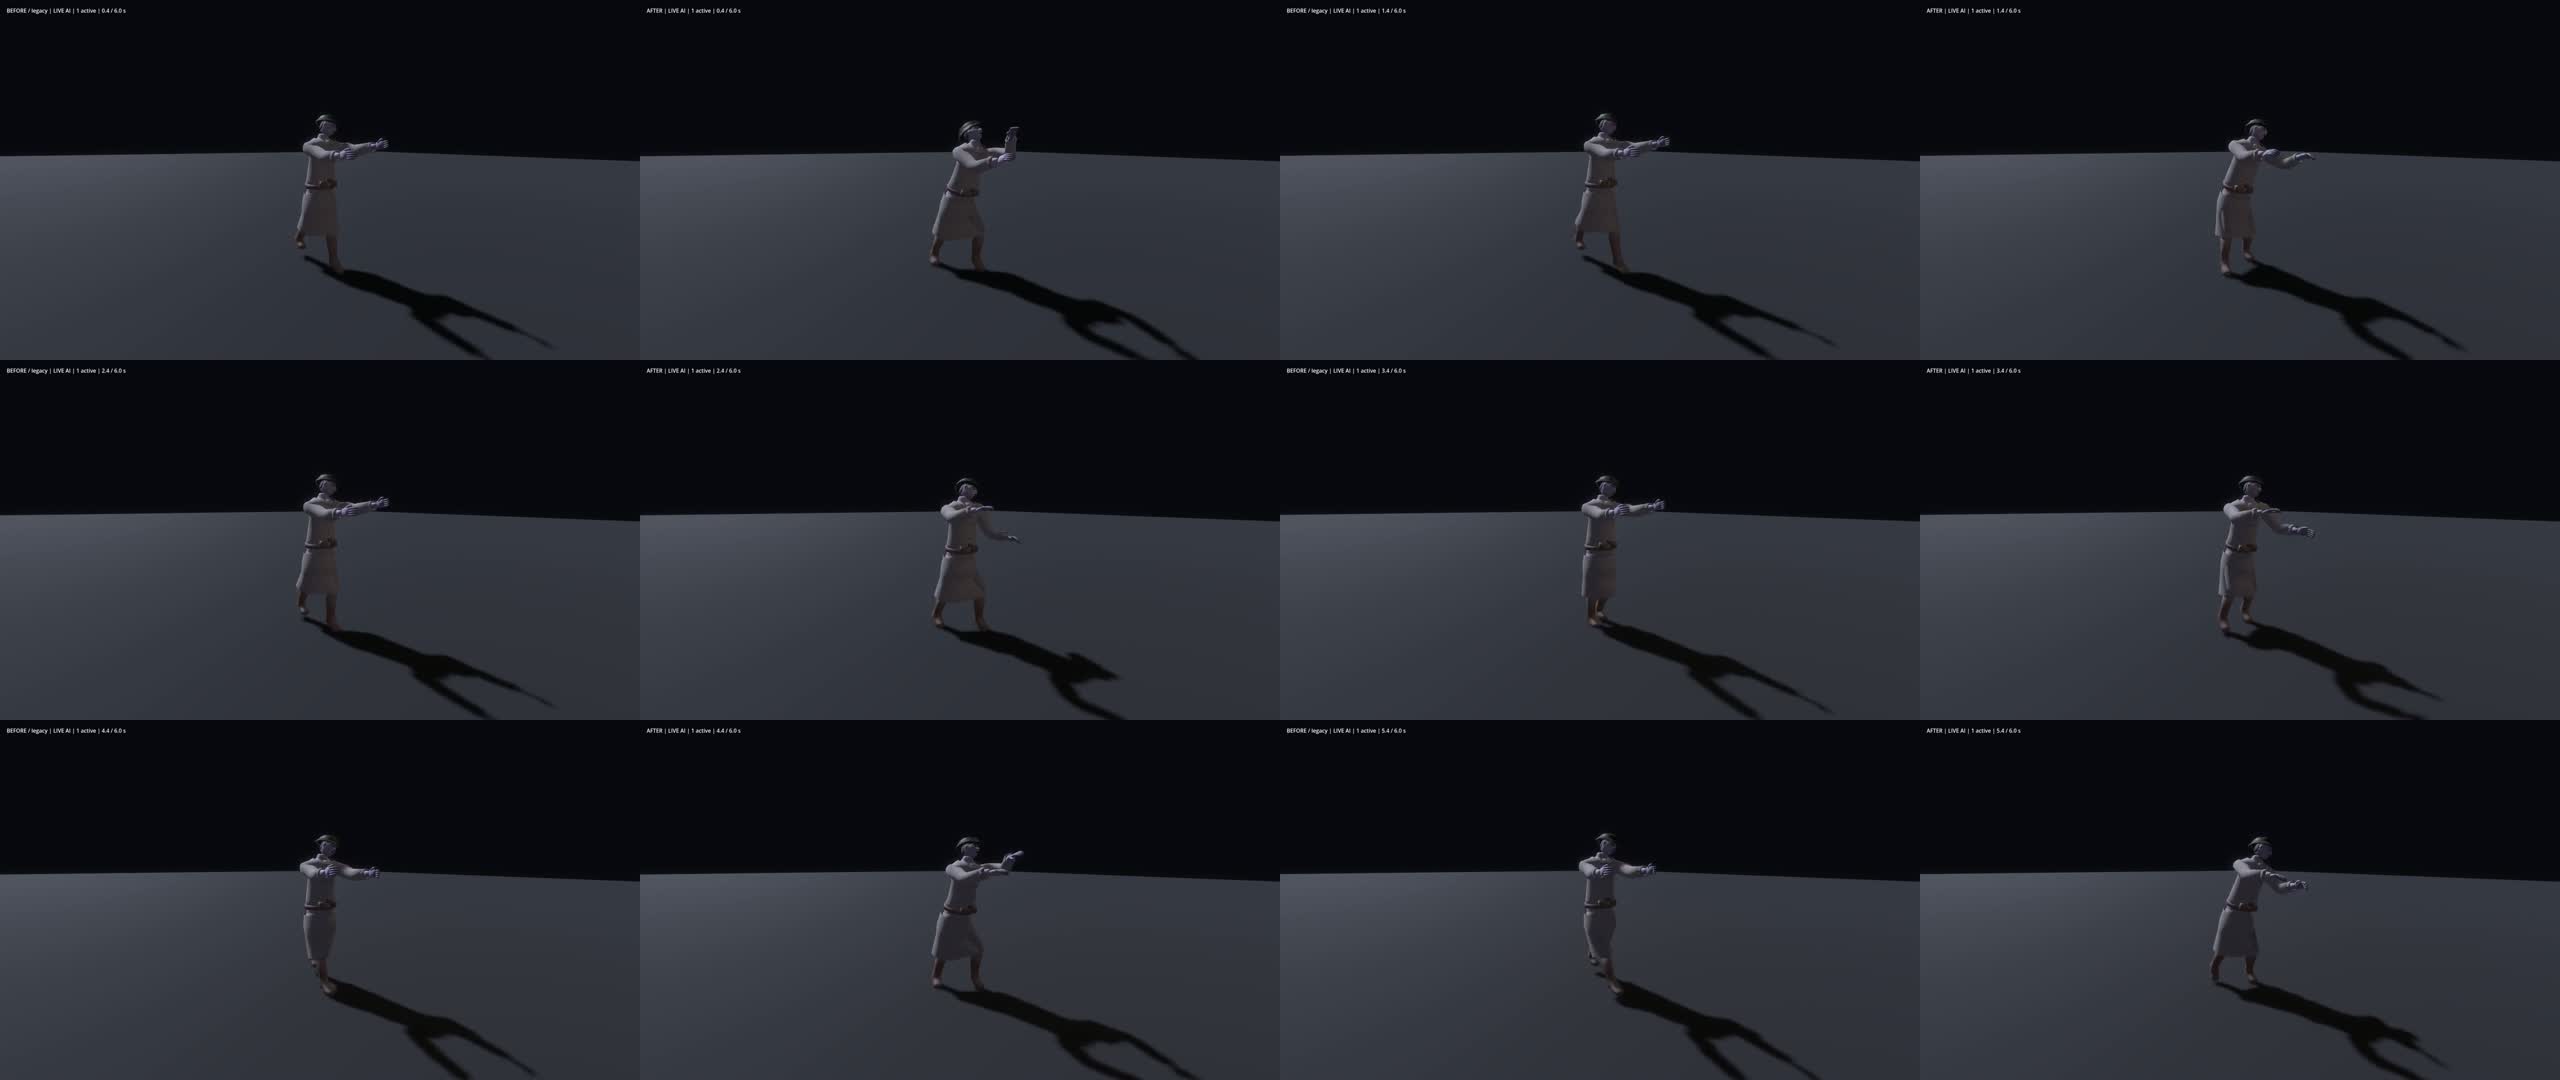 BEFORE / legacy | LIVE AI | 1 active | 0.4 / 6.0 s
AFTER | LIVE AI | 1 active | 0.4 / 6.0 s
BEFORE / legacy | LIVE AI | 1 active | 1.4 / 6.0 s
AFTER | LIVE AI | 1 active | 1.4 / 6.0 s
BEFORE / legacy | LIVE AI | 1 active | 2.4 / 6.0 s
AFTER | LIVE AI | 1 active | 2.4 / 6.0 s
BEFORE / legacy | LIVE AI | 1 active | 3.4 / 6.0 s
AFTER | LIVE AI | 1 active | 3.4 / 6.0 s
BEFORE / legacy | LIVE AI | 1 active | 4.4 / 6.0 s
AFTER | LIVE AI | 1 active | 4.4 / 6.0 s
BEFORE / legacy | LIVE AI | 1 active | 5.4 / 6.0 s
AFTER | LIVE AI | 1 active | 5.4 / 6.0 s